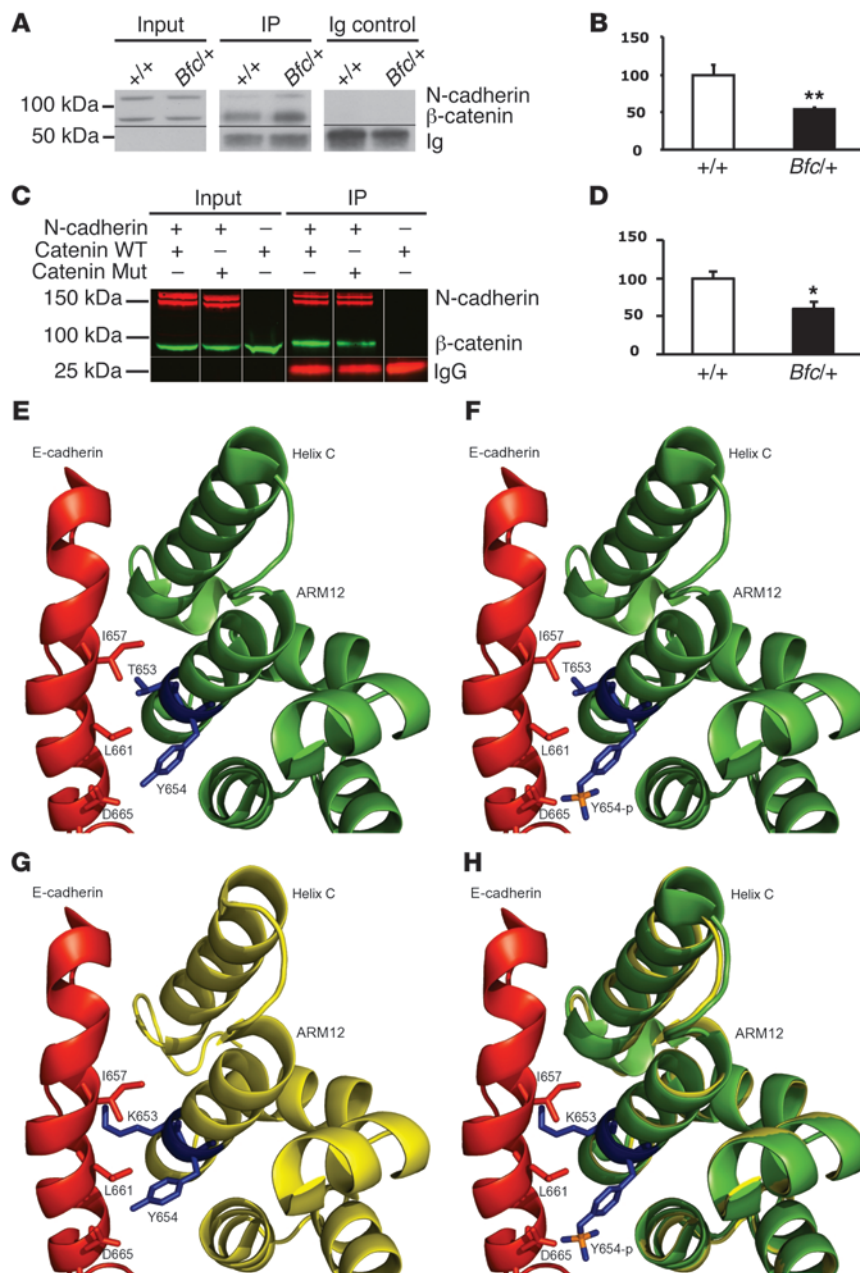 A
Input
IP
Ig control
+/+
Bfc/+
+/+
Bfc/+
+/+
Bfc/+
100 kDa
50 kDa
N-cadherin
β-catenin
Ig
B
150
100
50
0
**
+/+
Bfc/+
C
Input
IP
N-cadherin + + − + + −
Catenin WT + − + + − +
Catenin Mut − + − − + −
150 kDa
100 kDa
25 kDa
N-cadherin
β-catenin
IgG
D
150
100
50
0
*
+/+
Bfc/+
E
E-cadherin
Helix C
ARM12
I657
T653
L661
Y654
D665
F
E-cadherin
Helix C
ARM12
I657
T653
L661
D665
Y654-p
G
E-cadherin
Helix C
ARM12
I657
K653
L661
Y654
D665
H
E-cadherin
Helix C
ARM12
I657
K653
L661
D665
Y654-p